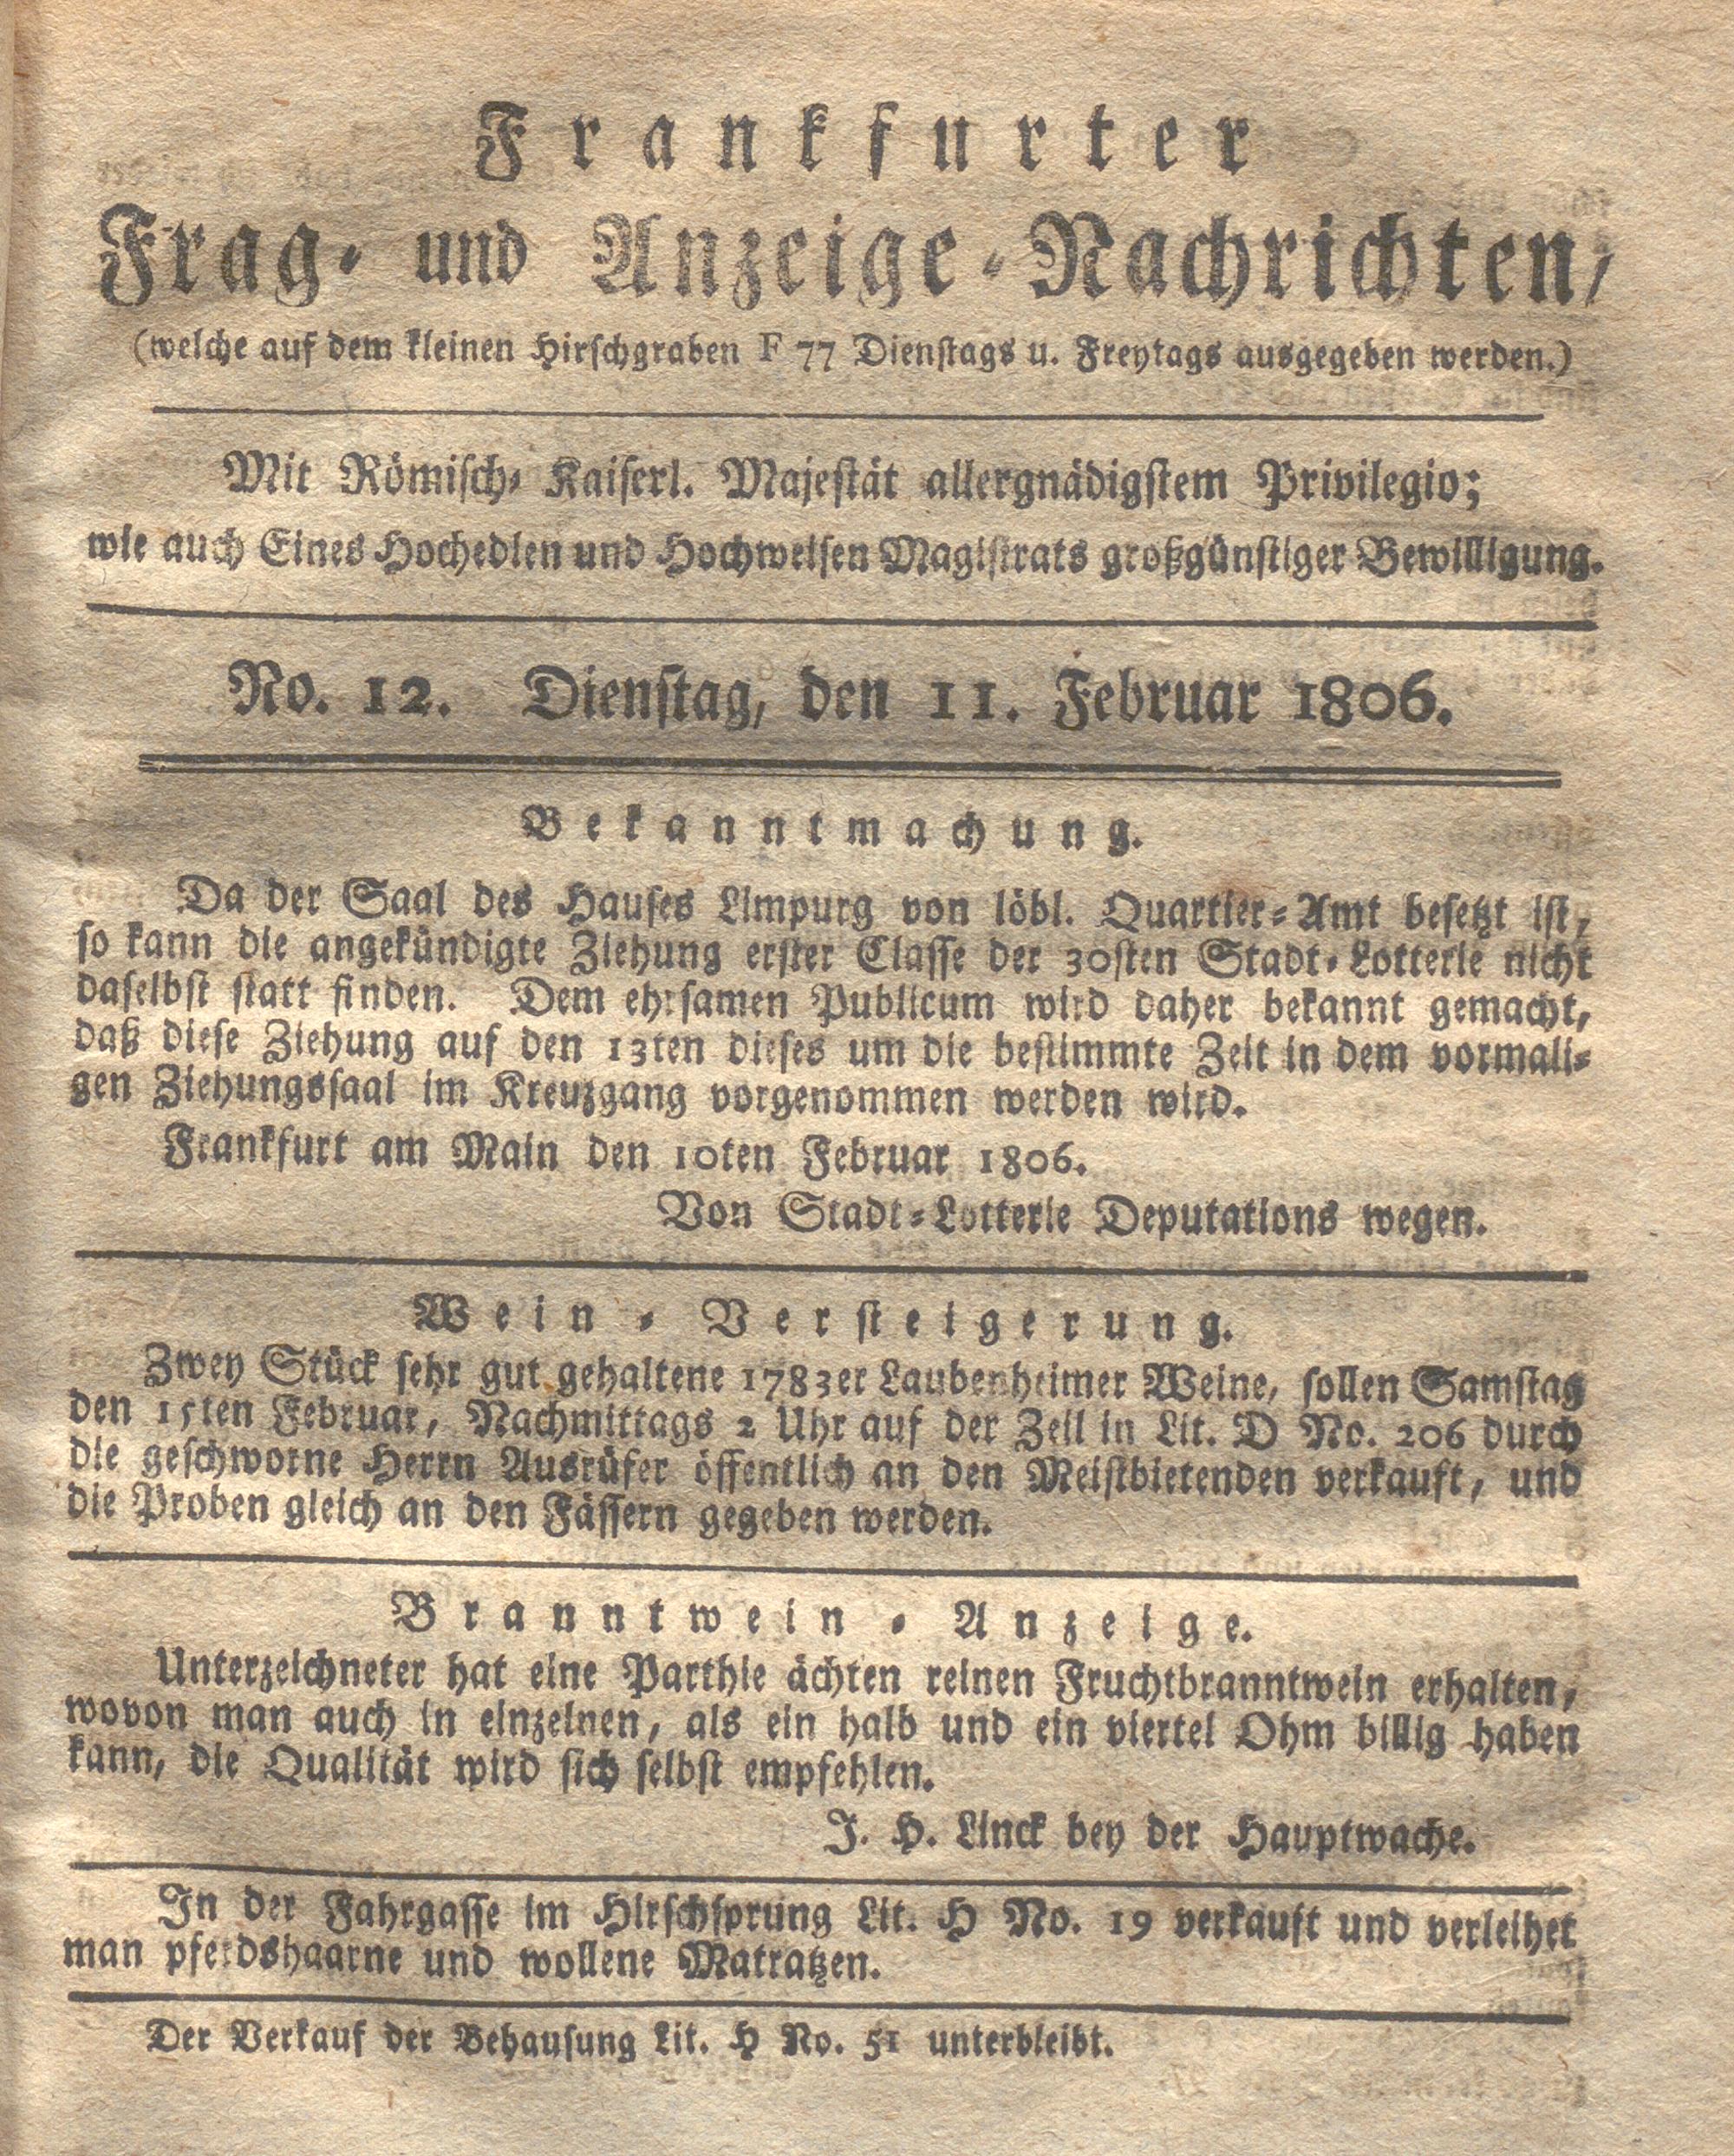 Frankfurter
Frag- und Anzeige-Nachrichten,
(welche auf dem kleinen Hirschgraben F 77 Dienstags u. Freytags ausgegeben werden.)
Mit Römisch- Kaiserl. Majestät allergnädigstem Privilegio;
wie auch Eines Hochedlen und Hochweisen Magistrats großgünstiger Bewilligung.
No. 12. Dienstag, den 11. Februar 1806.
Bekanntmachung.
Da der Saal des Hauses Limpurg von löbl. Quartier-Amt besetzt ist,
so kann die angekündigte Ziehung erster Classe der 30sten Stadt-Lotterie nicht
daselbst statt finden. Dem ehrsamen Publicum wird daher bekannt gemacht,
daß diese Ziehung auf den 13ten dieses um die bestimmte Zeit in dem vormali-
gen Ziehungssaal im Kreuzgang vorgenommen werden wird.
Frankfurt am Main den 10ten Februar 1806.
Von Stadt-Lotterie Deputations wegen.
Wein-Versteigerung.
Zwey Stück sehr gut gehaltene 1783er Laubenheimer Weine, sollen Samstag
den 15ten Februar, Nachmittags 2 Uhr auf der Zeil in Lit. D No. 206 durch
die geschworne Herrn Ausrüfer öffentlich an den Meistbietenden verkauft, und
die Proben gleich an den Fässern gegeben werden.
Branntwein-Anzeige.
Unterzeichneter hat eine Parthie ächten reinen Fruchtbranntwein erhalten,
wovon man auch in einzelnen, als ein halb und ein viertel Ohm billig haben
kann, die Qualität wird sich selbst empfehlen.
J. H. Linck bey der Hauptwache.
In der Fahrgasse im Hirschsprung Lit. H No. 19 verkauft und verleihet
man pferdshaarne und wollene Matratzen.
Der Verkauf der Behausung Lit. H No. 51 unterbleibt.